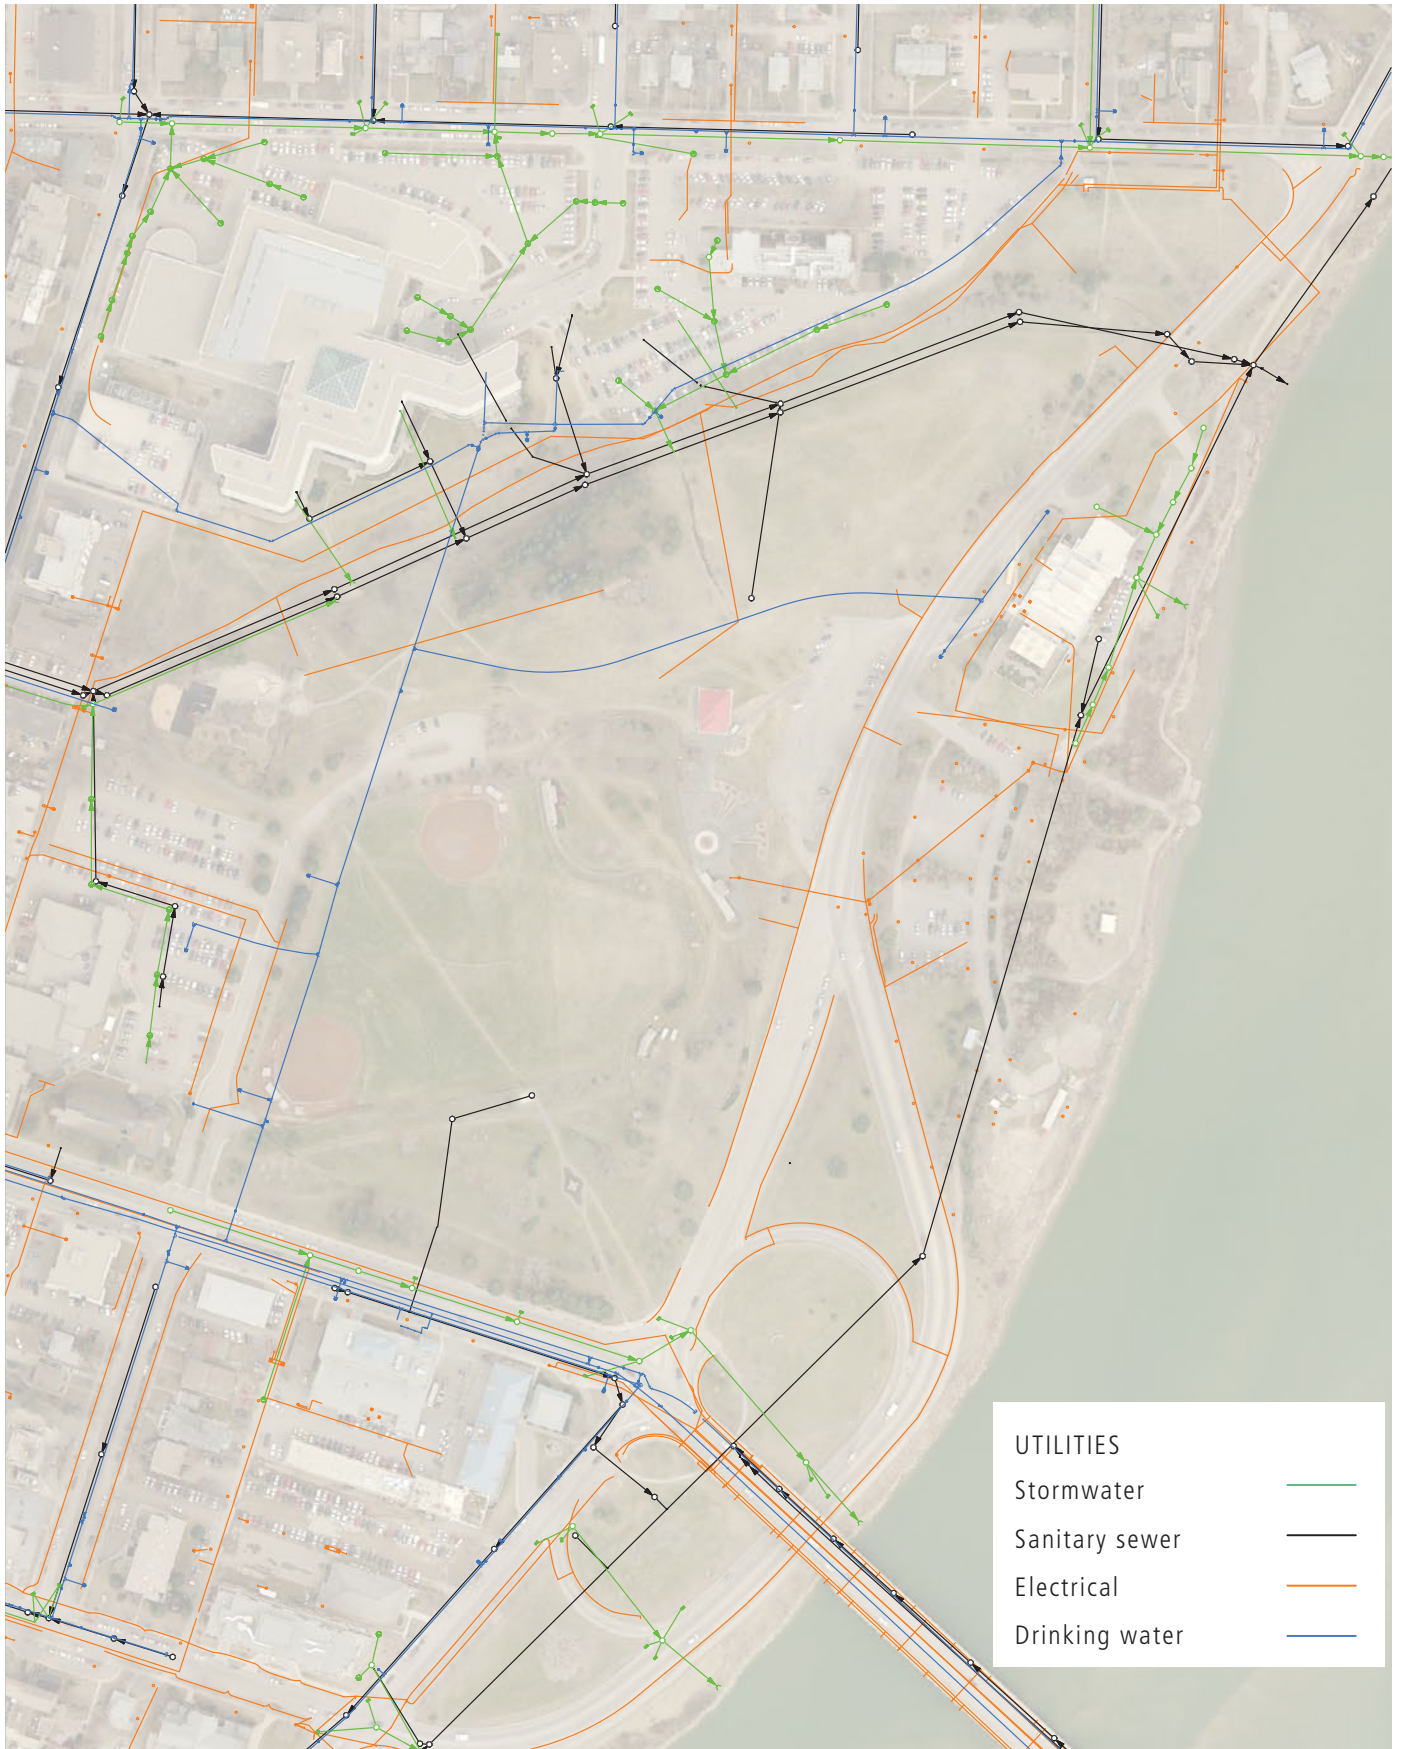 UTILITIES
Stormwater
Sanitary sewer
Electrical
Drinking water